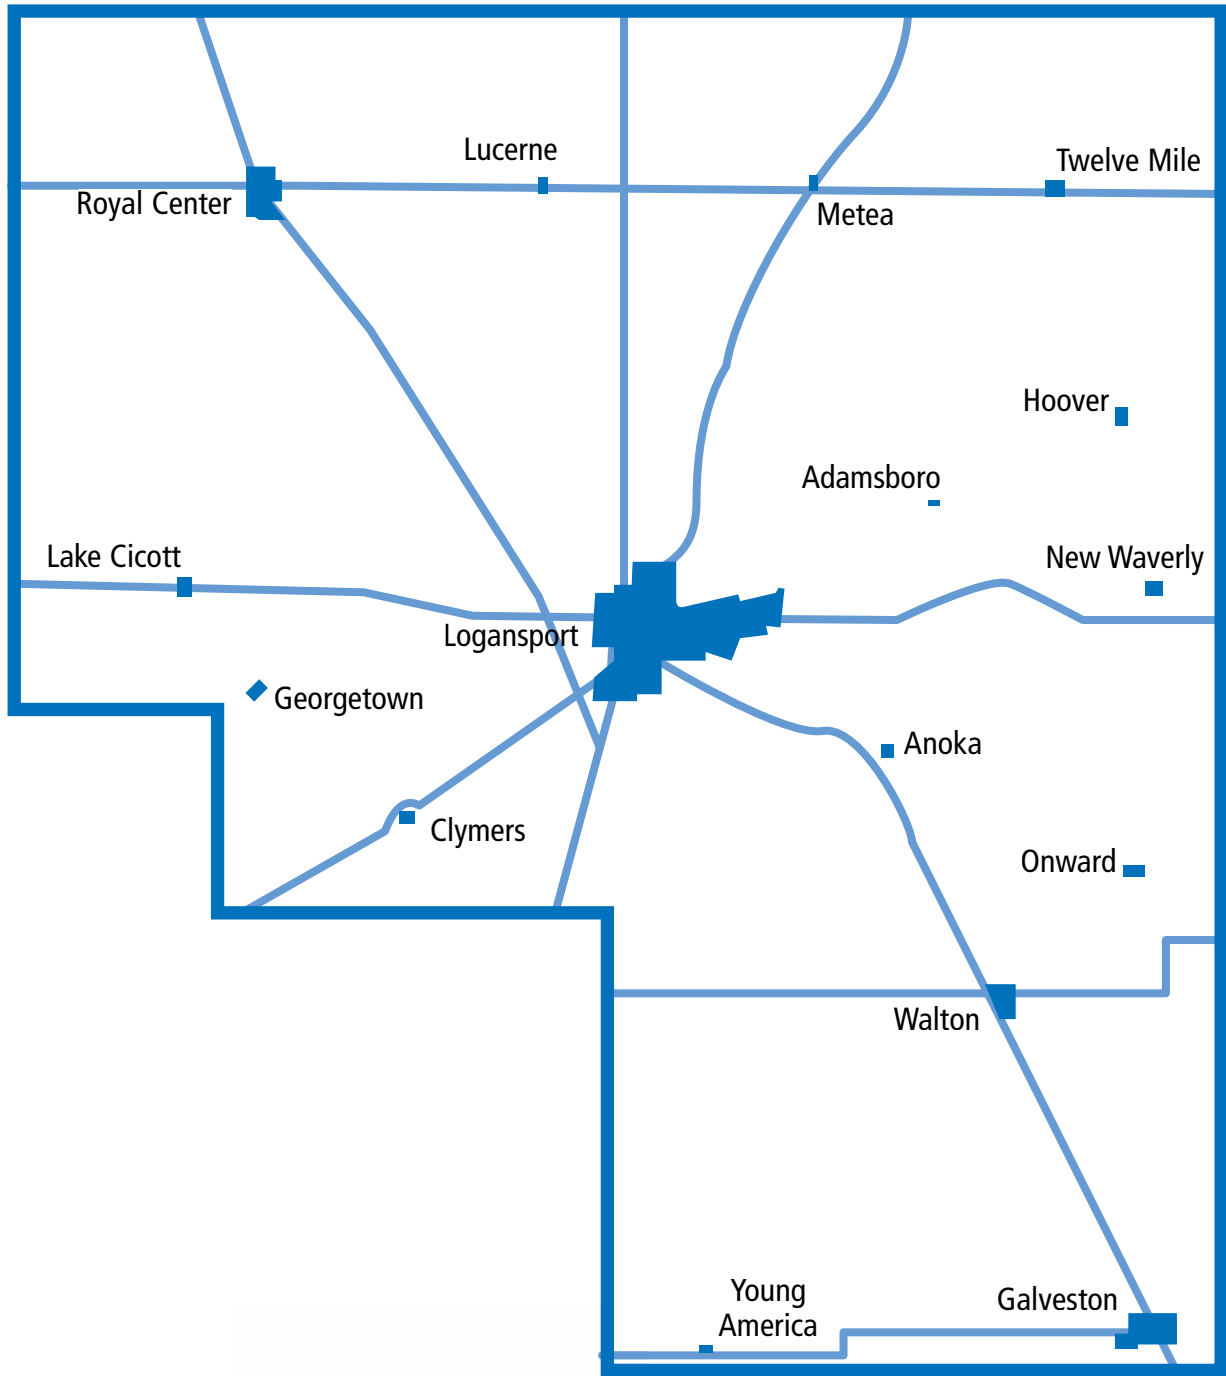 Lucerne
Twelve Mile
Royal Center
Metea
Hoover
Adamsboro
Lake Cicott
New Waverly
Logansport
Georgetown
Anoka
Clymers
Onward
Walton
Young
America
Galveston